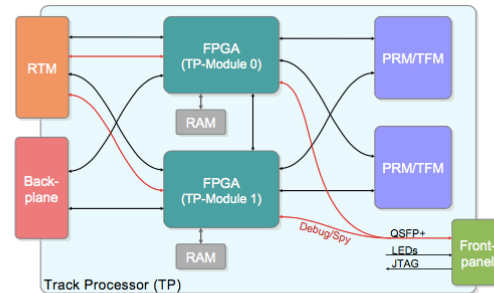 RTM
FPGA
(TP-Module 0)
PRM/TFM
RAM
Back-
plane
FPGA
(TP-Module 1)
PRM/TFM
RAM
Debug/Spy
QSFP+
LEDs
JTAG
Front-
panel
Track Processor (TP)